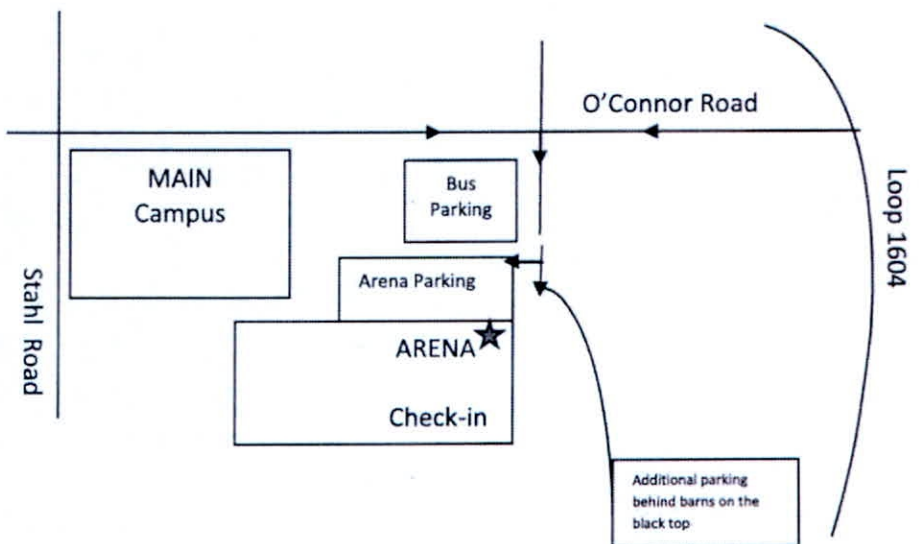 O'Connor Road
MAIN
Campus
Bus
Parking
Loop 1604
Stahl Road
Arena Parking
ARENA
Check-in
Additional parking
behind barns on the
black top